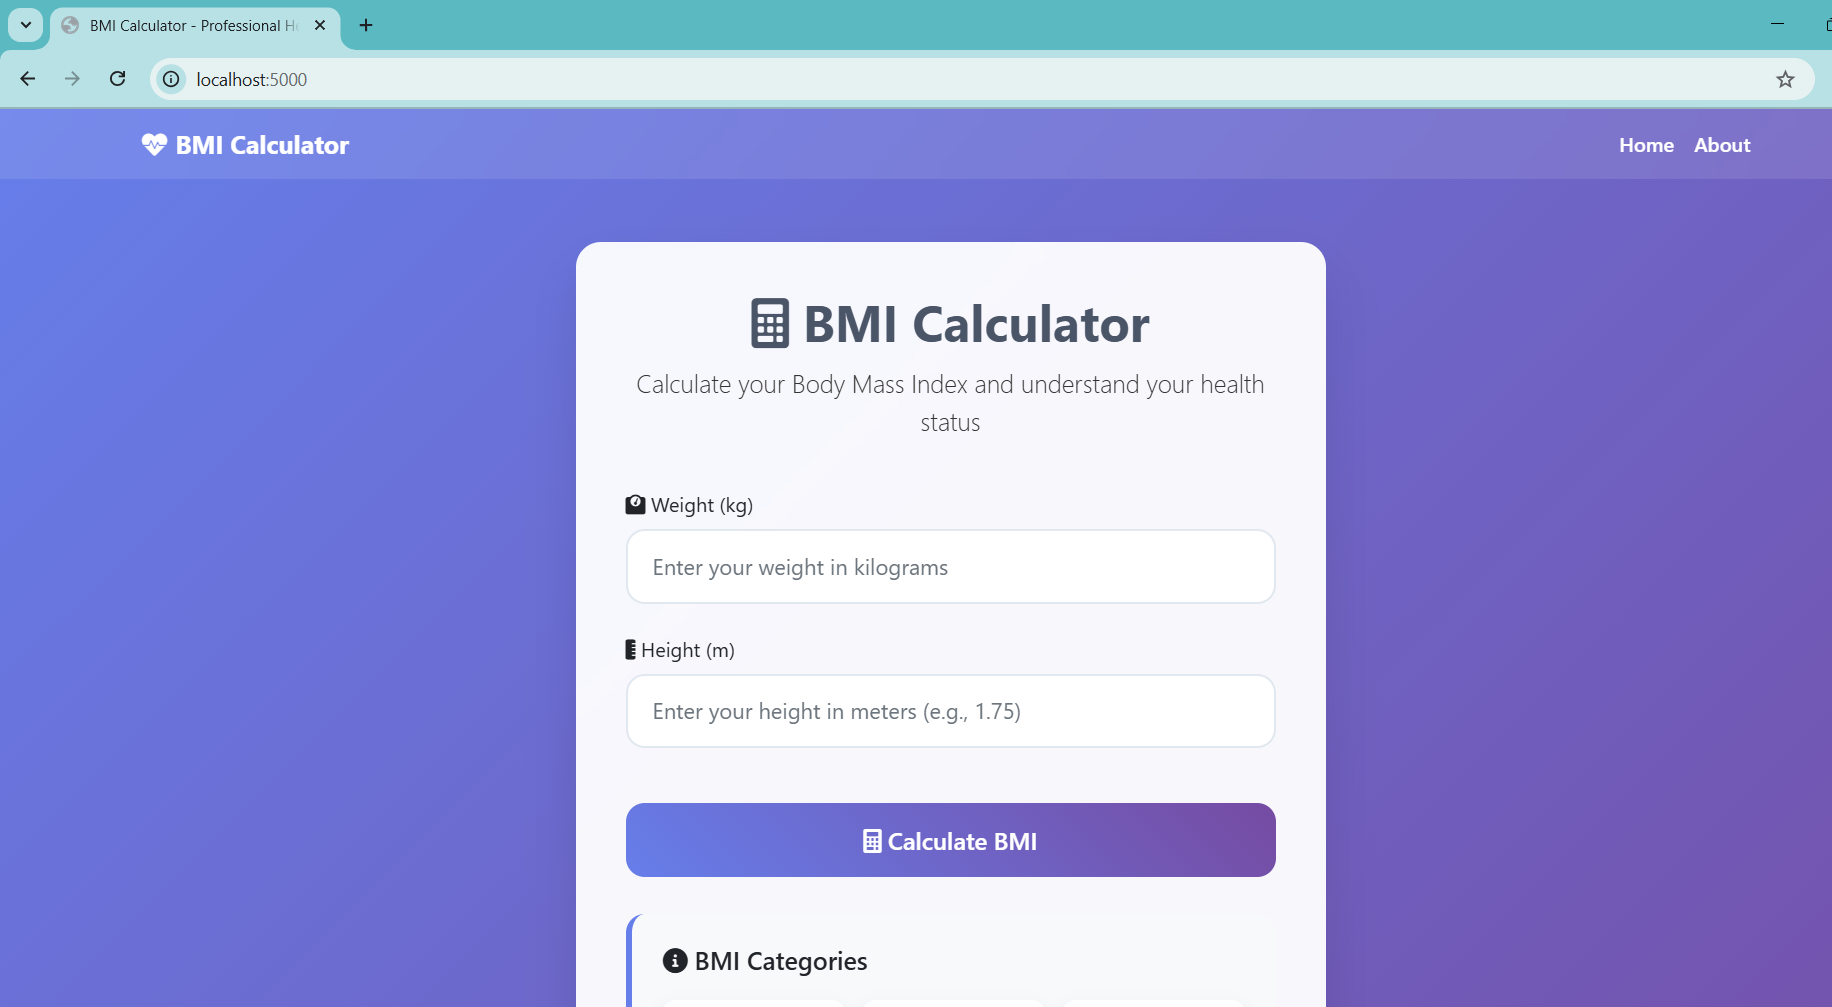 BMI Calculator - Professional H
localhost:5000
BMI Calculator
Home
About
BMI Calculator
Calculate your Body Mass Index and understand your health
status
Weight (kg)
Enter your weight in kilograms
Height (m)
Enter your height in meters (e.g., 1.75)
Calculate BMI
BMI Categories